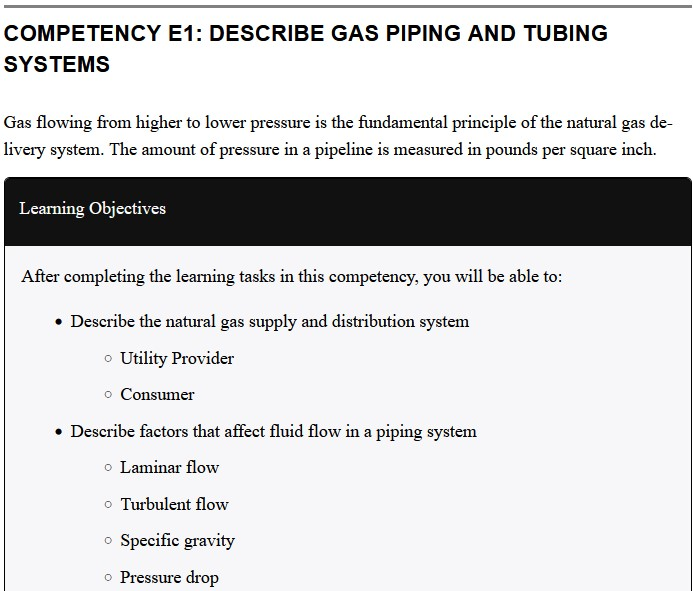 COMPETENCY E1: DESCRIBE GAS PIPING AND TUBING
SYSTEMS
Gas flowing from higher to lower pressure is the fundamental principle of the natural gas de-
livery system. The amount of pressure in a pipeline is measured in pounds per square inch.
Learning Objectives
After completing the learning tasks in this competency, you will be able to:
• Describe the natural gas supply and distribution system
○ Utility Provider
○ Consumer
• Describe factors that affect fluid flow in a piping system
○ Laminar flow
○ Turbulent flow
○ Specific gravity
○ Pressure drop